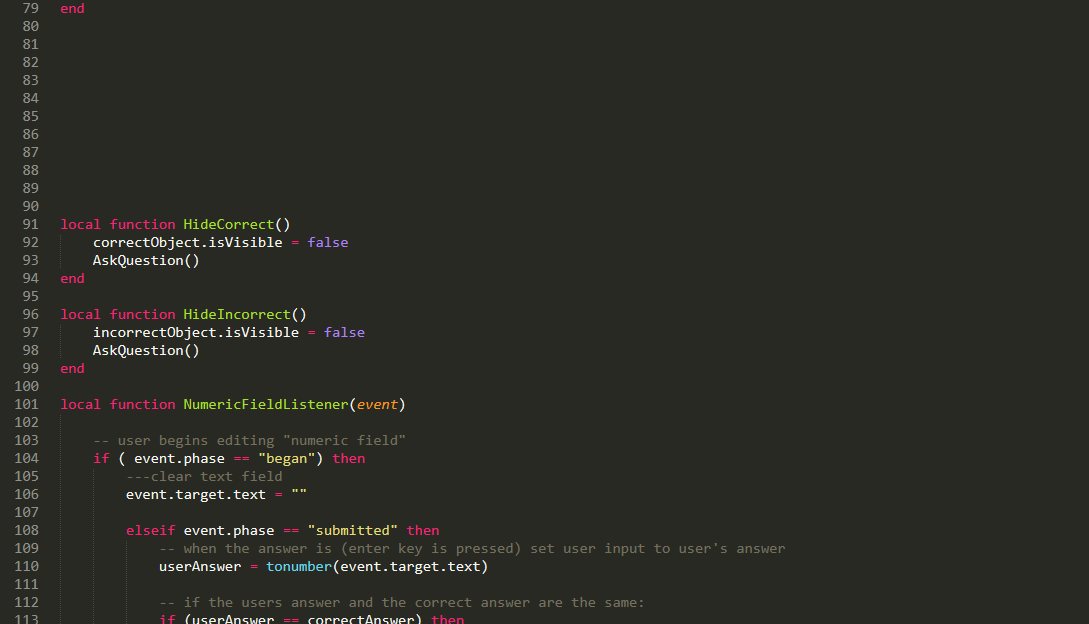 79 end
80
81
82
83
84
85
86
87
88
89
90
91 local function HideCorrect()
92     correctObject.isVisible = false
93     AskQuestion()
94 end
95
96 local function HideIncorrect()
97     incorrectObject.isVisible = false
98     AskQuestion()
99 end
100
101 local function NumericFieldListener(event)
102
103     -- user begins editing "numeric field"
104     if ( event.phase == "began") then
105         ---clear text field
106         event.target.text = ""
107
108         elseif event.phase == "submitted" then
109             -- when the answer is (enter key is pressed) set user input to user's answer
110             userAnswer = tonumber(event.target.text)
111
112             -- if the users answer and the correct answer are the same:
113             if (userAnswer == correctAnswer) then